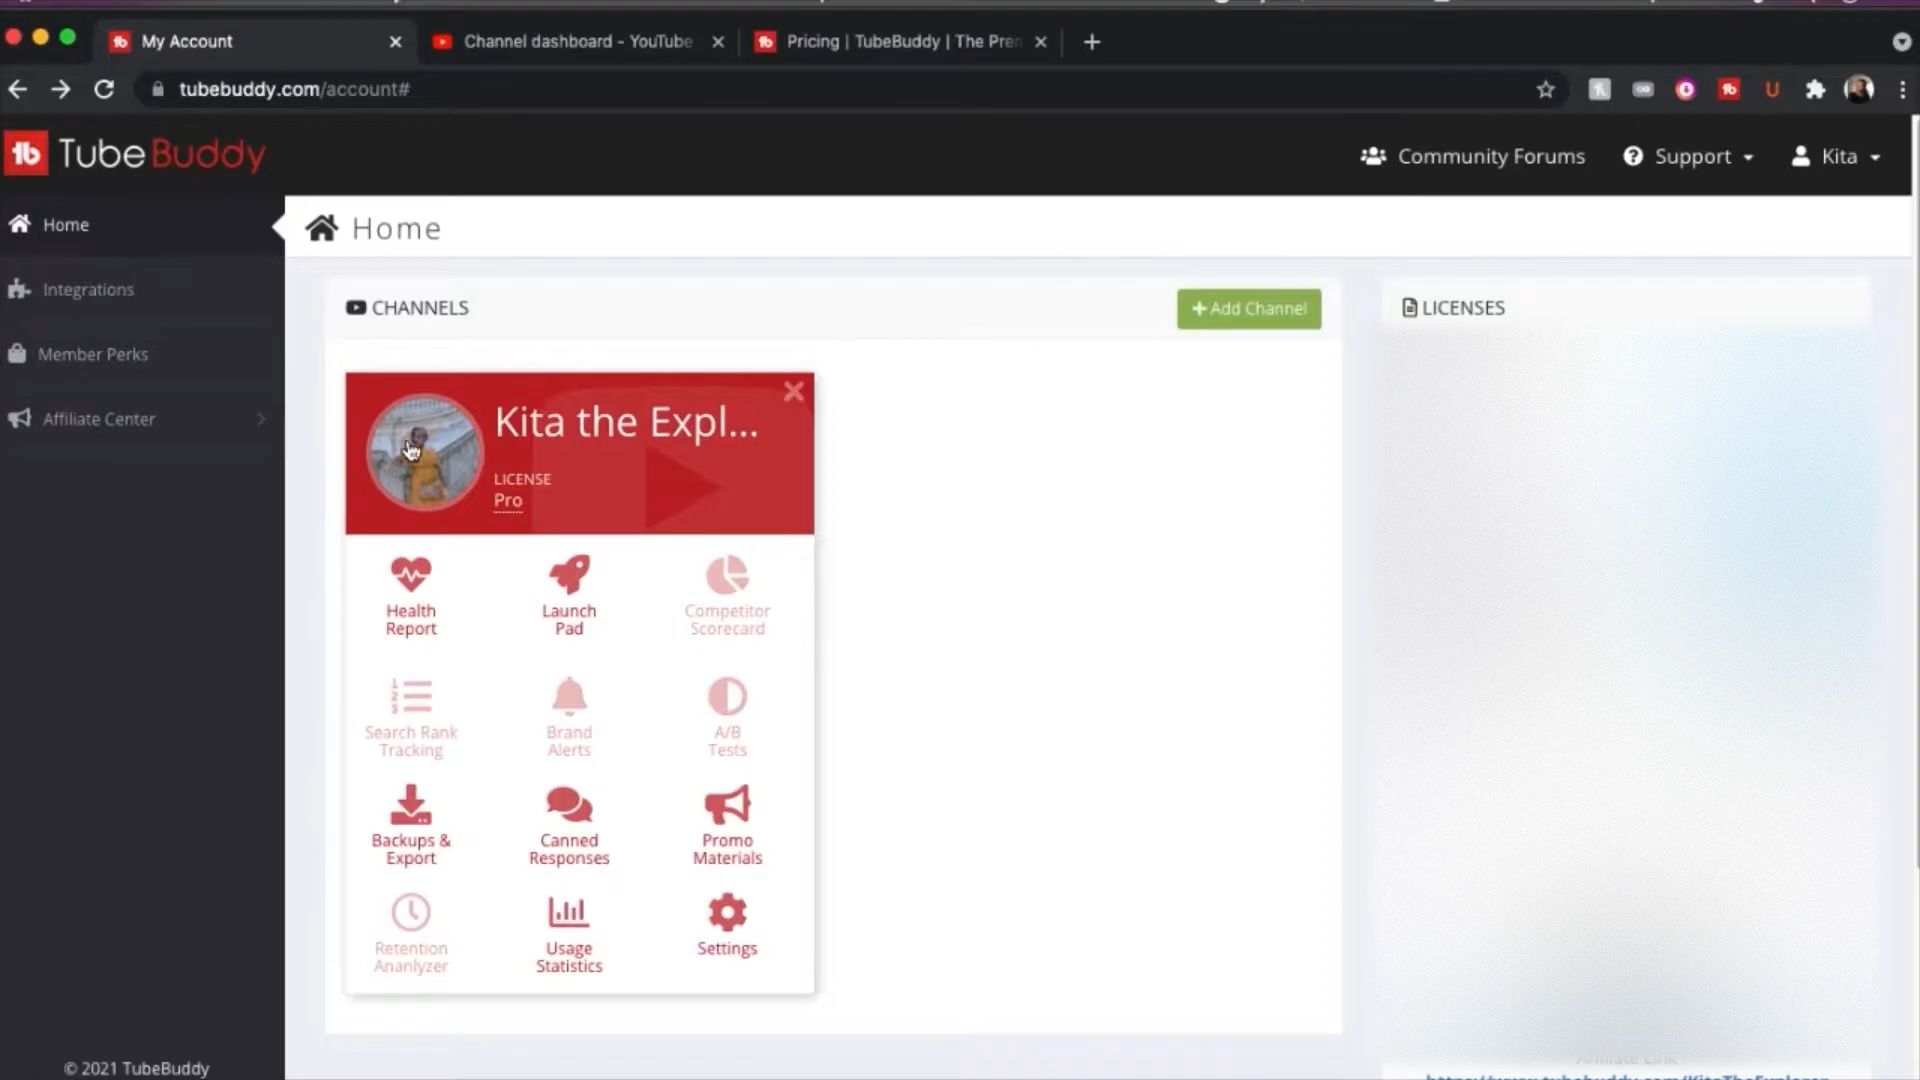 My Account
Channel dashboard - YouTube
Pricing | TubeBuddy | The Pren
tubebuddy.com/account#
TubeBuddy
Community Forums
Support
Kita
Home
Integrations
Member Perks
Affiliate Center
Home
CHANNELS
+ Add Channel
LICENSES
Kita the Expl...
LICENSE
Pro
Health
Report
Launch
Pad
Competitor
Scorecard
Search Rank
Tracking
Brand
Alerts
A/B
Tests
Backups &
Export
Canned
Responses
Promo
Materials
Retention
Ananlyzer
Usage
Statistics
Settings
© 2021 TubeBuddy
Affiliate Link